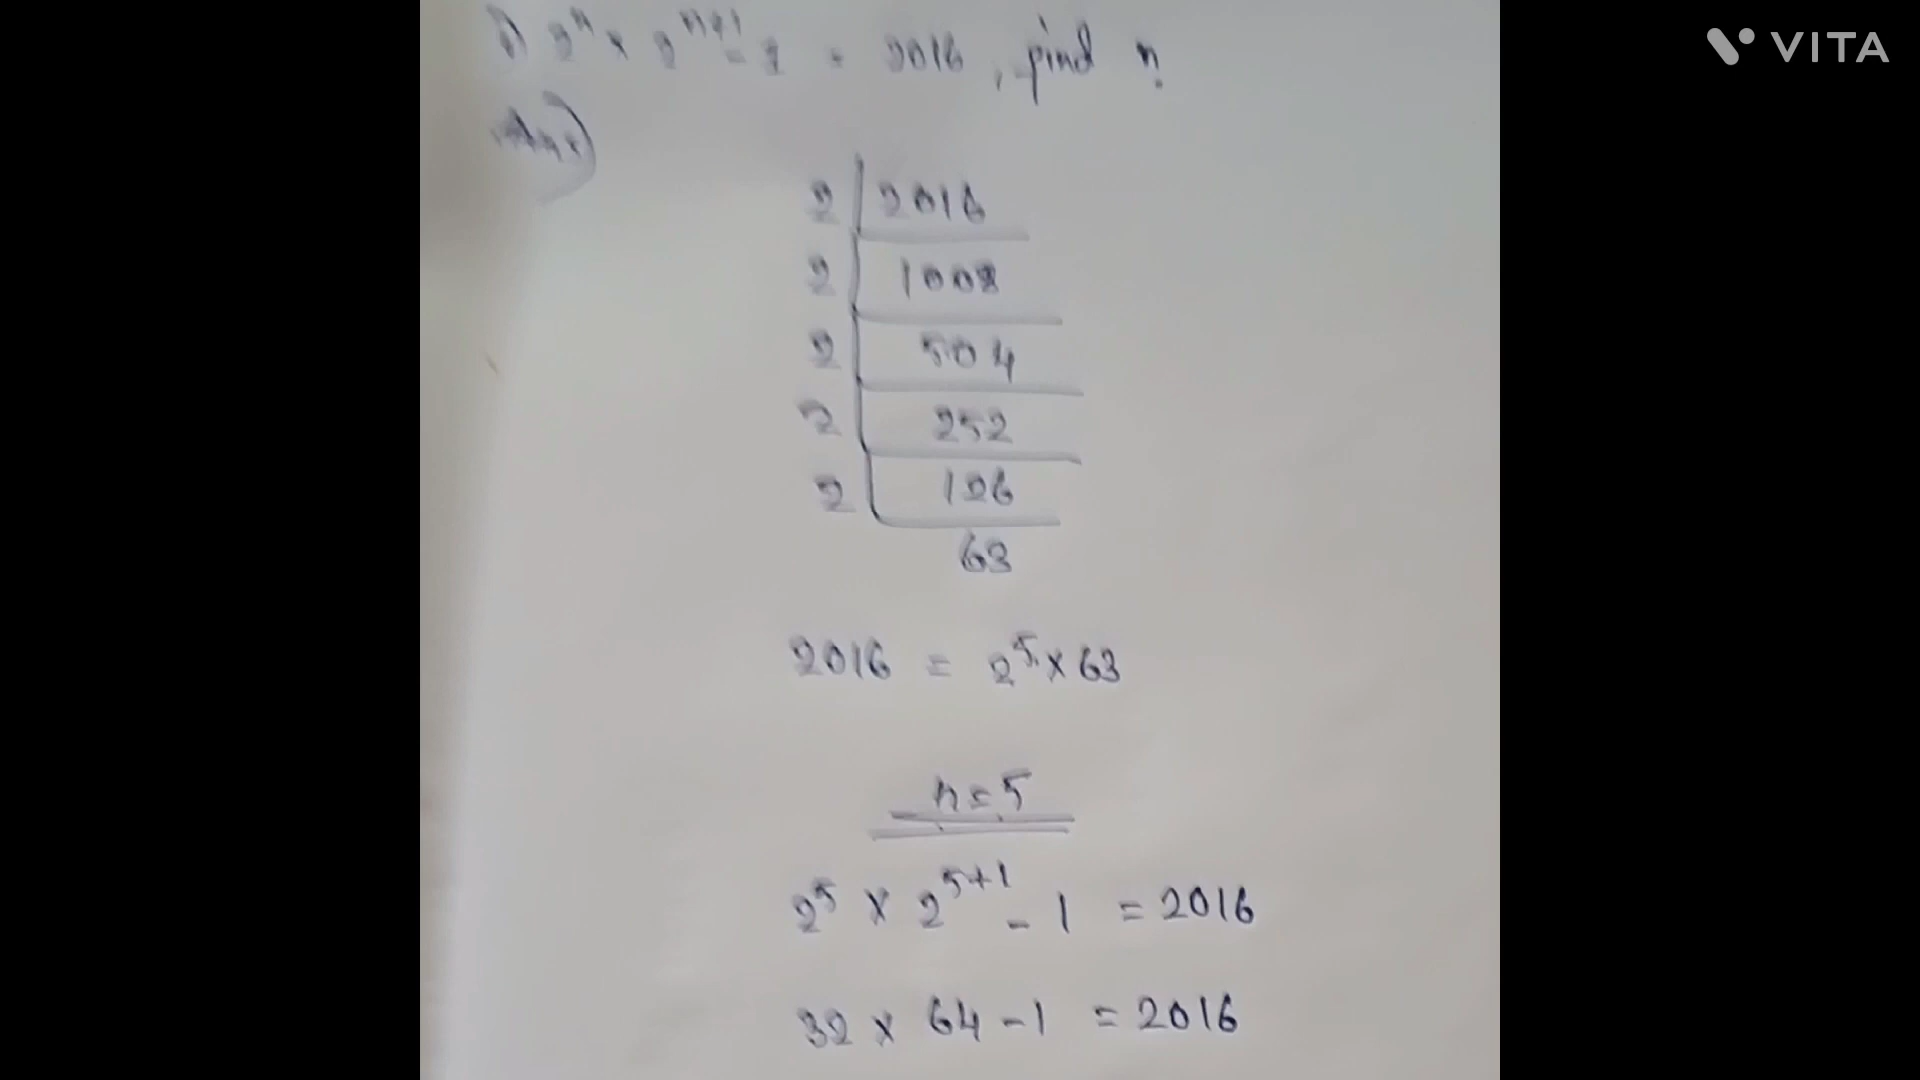 VITA
1) 2ⁿ × 2ⁿ⁺¹ - 1 = 2016, find n.
Ans)
2 | 2016
2 | 1008
2 | 504
2 | 252
2 | 126
63
2016 = 2⁵ × 63
n = 5
2⁵ × 2⁵⁺¹ - 1 = 2016
32 × 64 - 1 = 2016